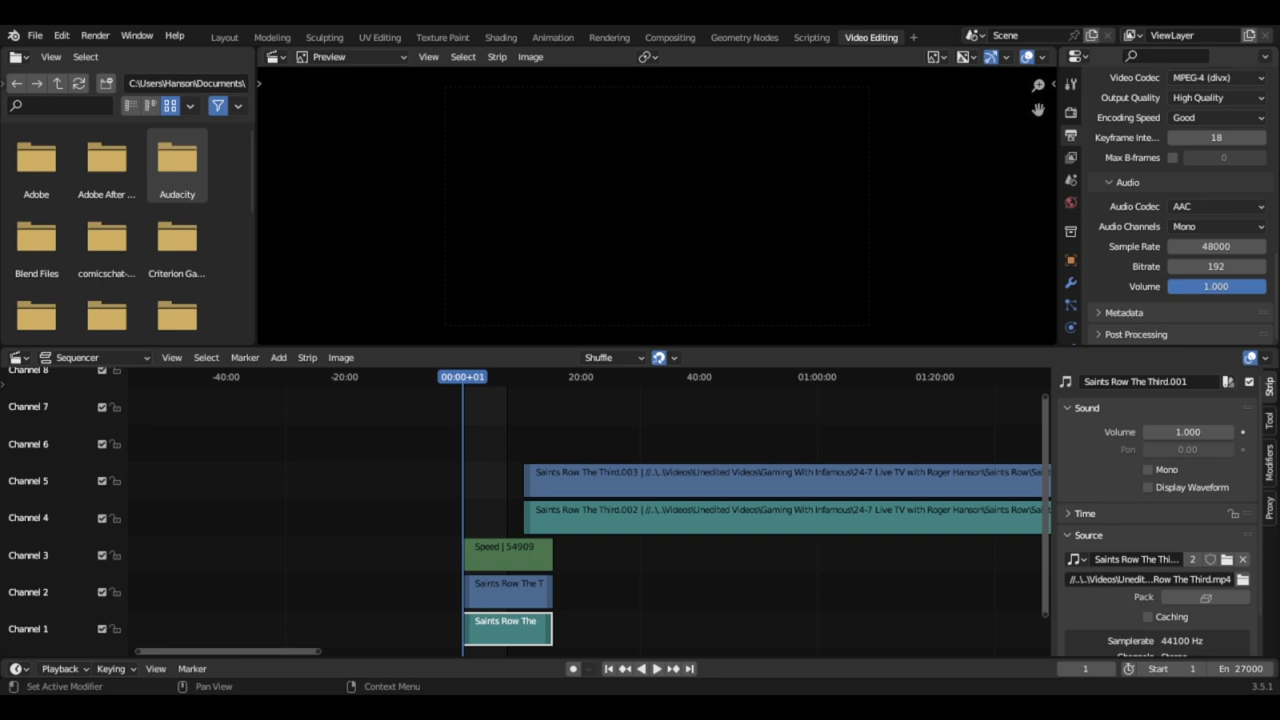 File Edit Render Window Help Layout Modeling Sculpting UV Editing Texture Paint Shading Animation Rendering Compositing Geometry Nodes Scripting Video Editing + Scene ViewLayer
View Select Preview View Select Strip Image
C:\Users\Hanson\Documents\
Adobe Adobe After ... Audacity
Blend Files comicschat-... Criterion Ga...
Video Codec MPEG-4 (divx)
Output Quality High Quality
Encoding Speed Good
Keyframe Inte... 18
Max B-frames 0
Audio
Audio Codec AAC
Audio Channels Mono
Sample Rate 48000
Bitrate 192
Volume 1.000
Metadata
Post Processing
Sequencer View Select Marker Add Strip Image Shuffle
-40:00 -20:00 00:00+01 20:00 40:00 01:00:00 01:20:00
Channel 8
Channel 7
Channel 6
Channel 5 Saints Row The Third.003 | //..\..\Videos\Unedited Videos\Gaming With Infamous\24-7 Live TV with Roger Hanson\Saints Row\Sai
Channel 4 Saints Row The Third.002 | //..\..\Videos\Unedited Videos\Gaming With Infamous\24-7 Live TV with Roger Hanson\Saints Row\Sai
Channel 3 Speed | 54909
Channel 2 Saints Row The T
Channel 1 Saints Row The
Saints Row The Third.001
Sound
Volume 1.000
Pan 0.00
Mono
Display Waveform
Time
Source
Saints Row The Thi... 2
//..\..\Videos\Unedit...Row The Third.mp4
Pack
Caching
Samplerate 44100 Hz
Strip
Tool
Modifiers
Proxy
Playback Keying View Marker 1 Start 1 En 27000
Set Active Modifier Pan View Context Menu 3.5.1